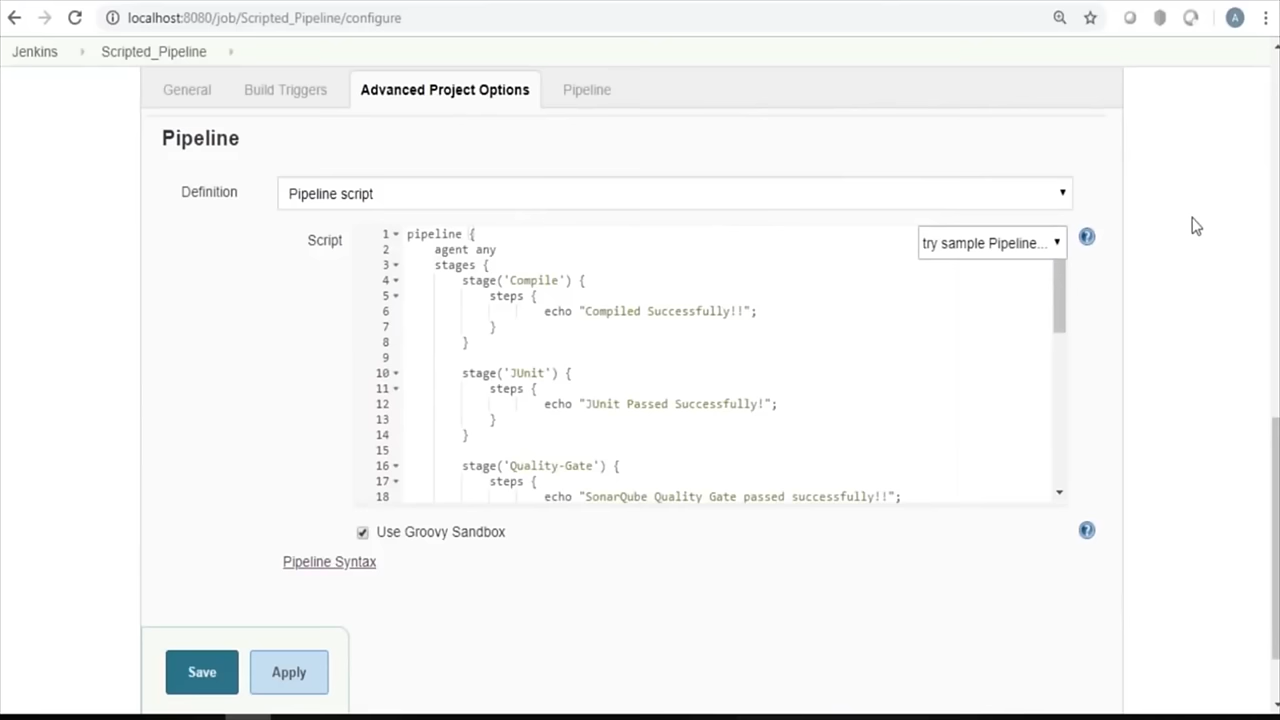 localhost:8080/job/Scripted_Pipeline/configure
A
Jenkins Scripted_Pipeline
General Build Triggers Advanced Project Options Pipeline
Pipeline
Definition Pipeline script
Script try sample Pipeline...
1 pipeline {
2 agent any
3 stages {
4 stage('Compile') {
5 steps {
6 echo "Compiled Successfully!!";
7 }
8 }
9
10 stage('JUnit') {
11 steps {
12 echo "JUnit Passed Successfully!";
13 }
14 }
15
16 stage('Quality-Gate') {
17 steps {
18 echo "SonarQube Quality Gate passed successfully!!";
Use Groovy Sandbox
Pipeline Syntax
Save Apply